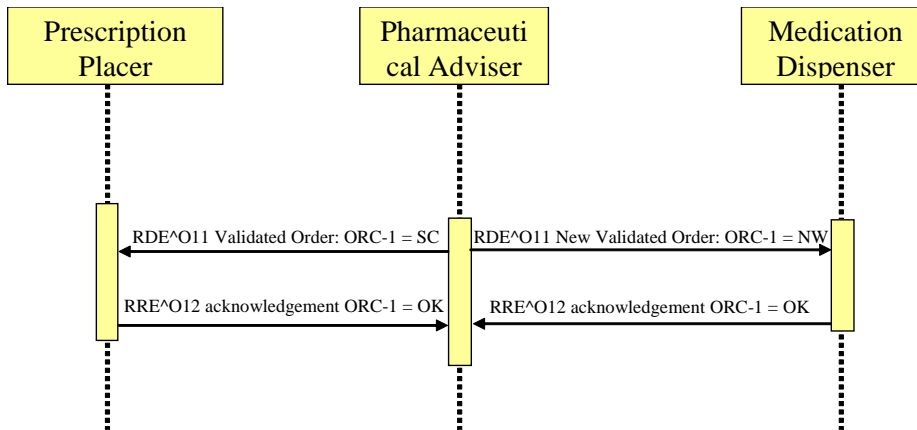 Prescription
Placer
Pharmaceuti
cal Adviser
Medication
Dispenser
RDE^O11 Validated Order: ORC-1 = SC
RDE^O11 New Validated Order: ORC-1 = NW
RRE^O12 acknowledgement ORC-1 = OK
RRE^O12 acknowledgement ORC-1 = OK